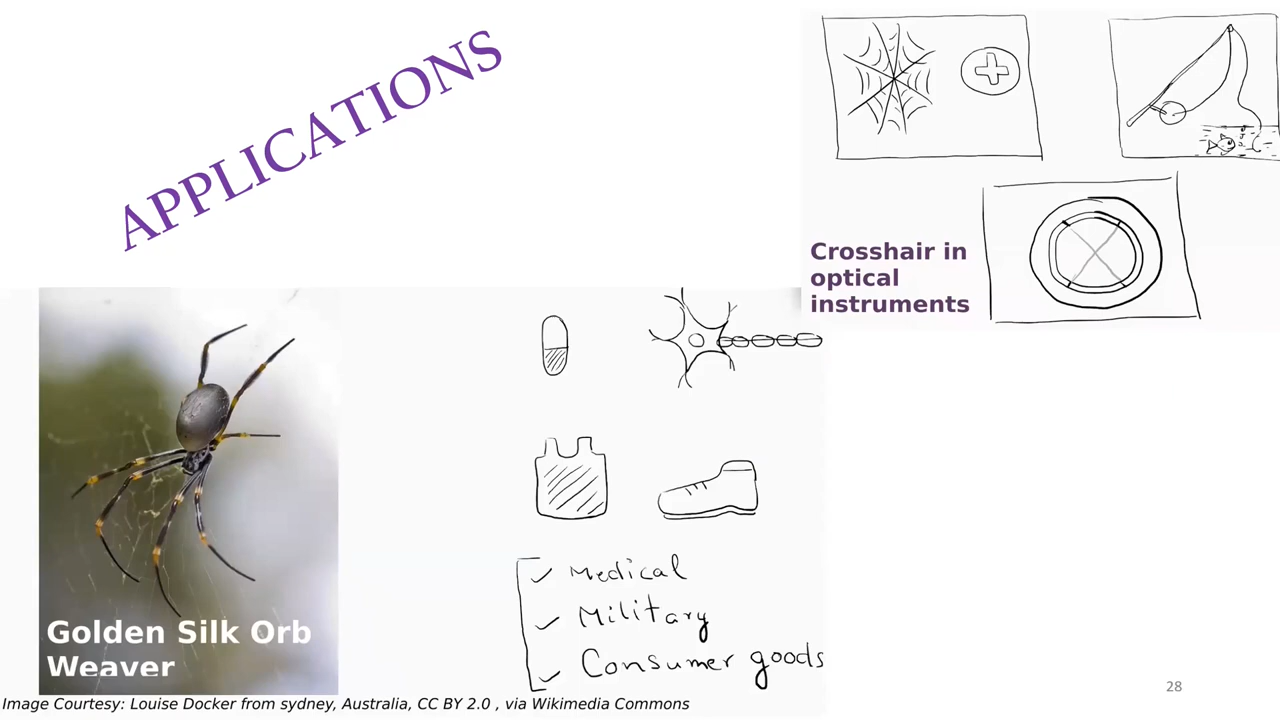 APPLICATIONS
Crosshair in
optical
instruments
Golden Silk Orb
Weaver
Medical
Military
Consumer goods
Image Courtesy: Louise Docker from sydney, Australia, CC BY 2.0 , via Wikimedia Commons
28